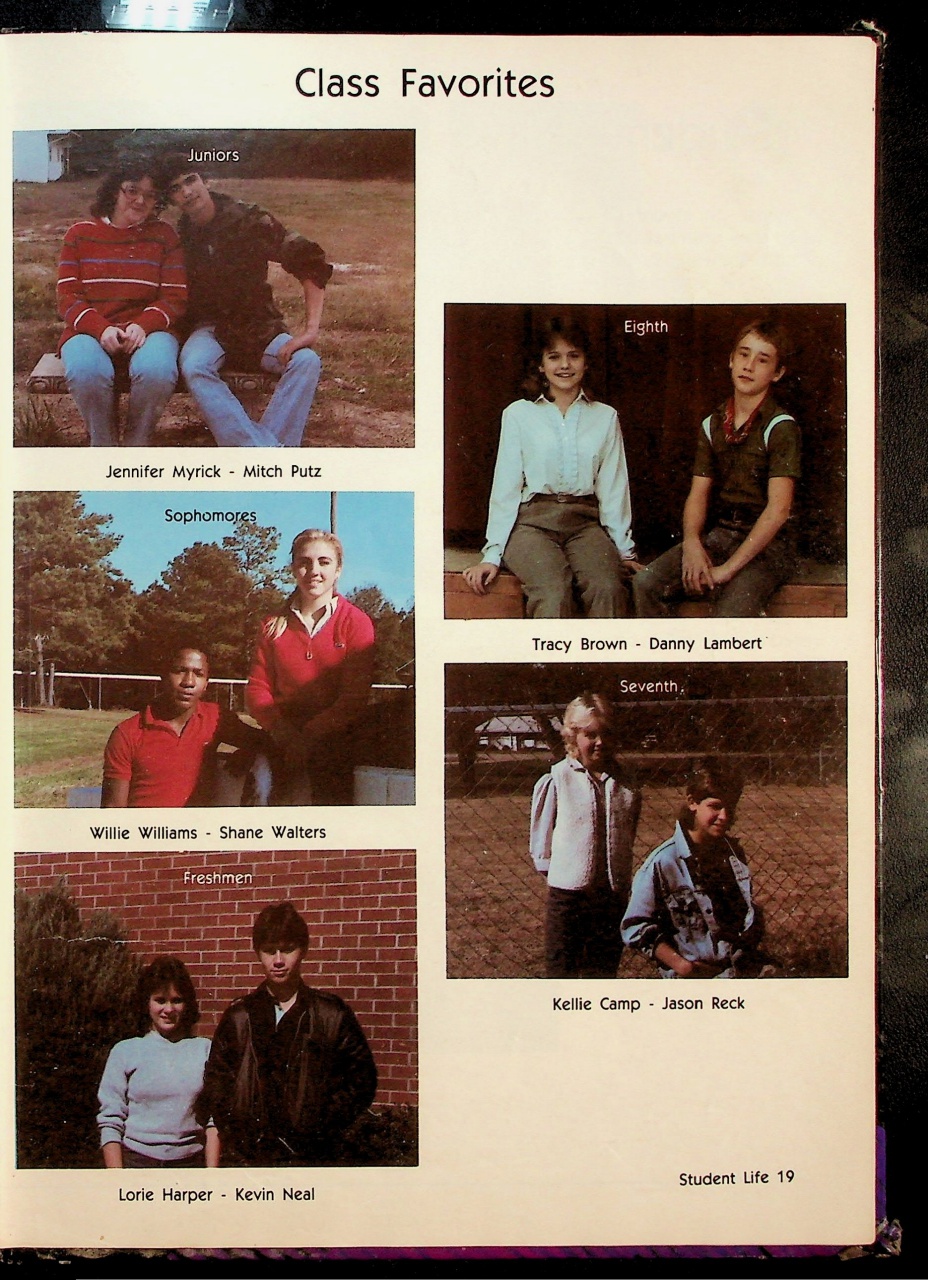 Class Favorites
Juniors
Jennifer Myrick - Mitch Putz
Sophomores
Willie Williams - Shane Walters
Freshmen
Lorie Harper - Kevin Neal
Eighth
Tracy Brown - Danny Lambert
Seventh
Kellie Camp - Jason Reck
Student Life 19